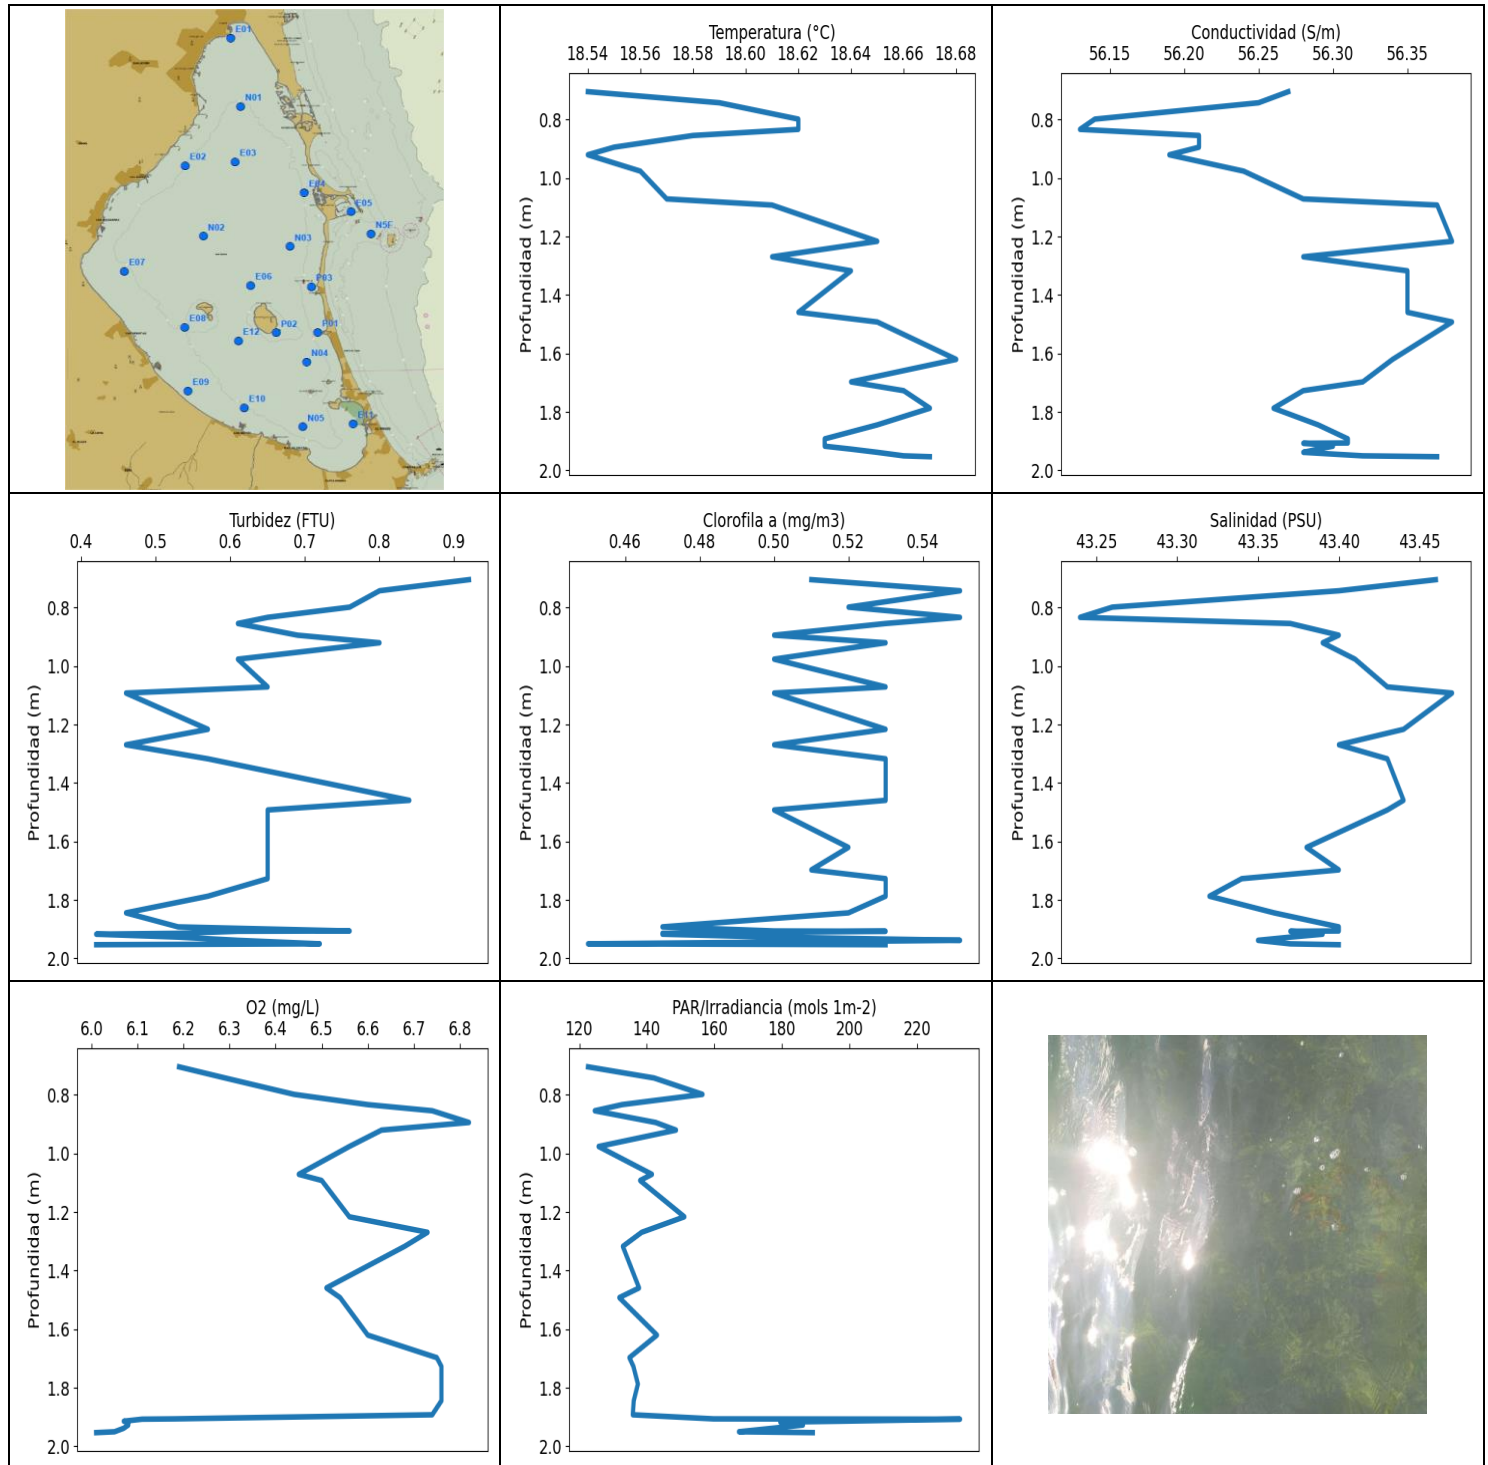 E01
N01
E02
E03
E04
E05
N5F
N02
N03
E07
E06
P03
E08
P02
P01
E12
N04
E09
E10
N05
E11
Temperatura (°C)
18.54 18.56 18.58 18.60 18.62 18.64 18.66 18.68
Profundidad (m)
0.8
1.0
1.2
1.4
1.6
1.8
2.0
Conductividad (S/m)
56.15 56.20 56.25 56.30 56.35
Profundidad (m)
0.8
1.0
1.2
1.4
1.6
1.8
2.0
Turbidez (FTU)
0.4 0.5 0.6 0.7 0.8 0.9
Profundidad (m)
0.8
1.0
1.2
1.4
1.6
1.8
2.0
Clorofila a (mg/m3)
0.46 0.48 0.50 0.52 0.54
Profundidad (m)
0.8
1.0
1.2
1.4
1.6
1.8
2.0
Salinidad (PSU)
43.25 43.30 43.35 43.40 43.45
Profundidad (m)
0.8
1.0
1.2
1.4
1.6
1.8
2.0
O2 (mg/L)
6.0 6.1 6.2 6.3 6.4 6.5 6.6 6.7 6.8
Profundidad (m)
0.8
1.0
1.2
1.4
1.6
1.8
2.0
PAR/Irradiancia (mols 1m-2)
120 140 160 180 200 220
Profundidad (m)
0.8
1.0
1.2
1.4
1.6
1.8
2.0